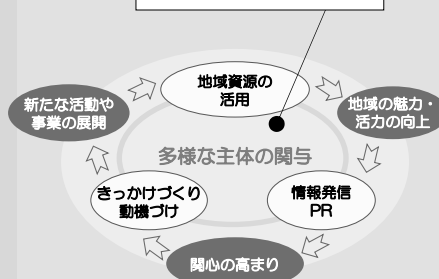 地域資源の
活用
新たな活動や
事業の展開
地域の魅力・
活力の向上
多様な主体の関与
きっかけづくり
動機づけ
情報発信
PR
関心の高まり